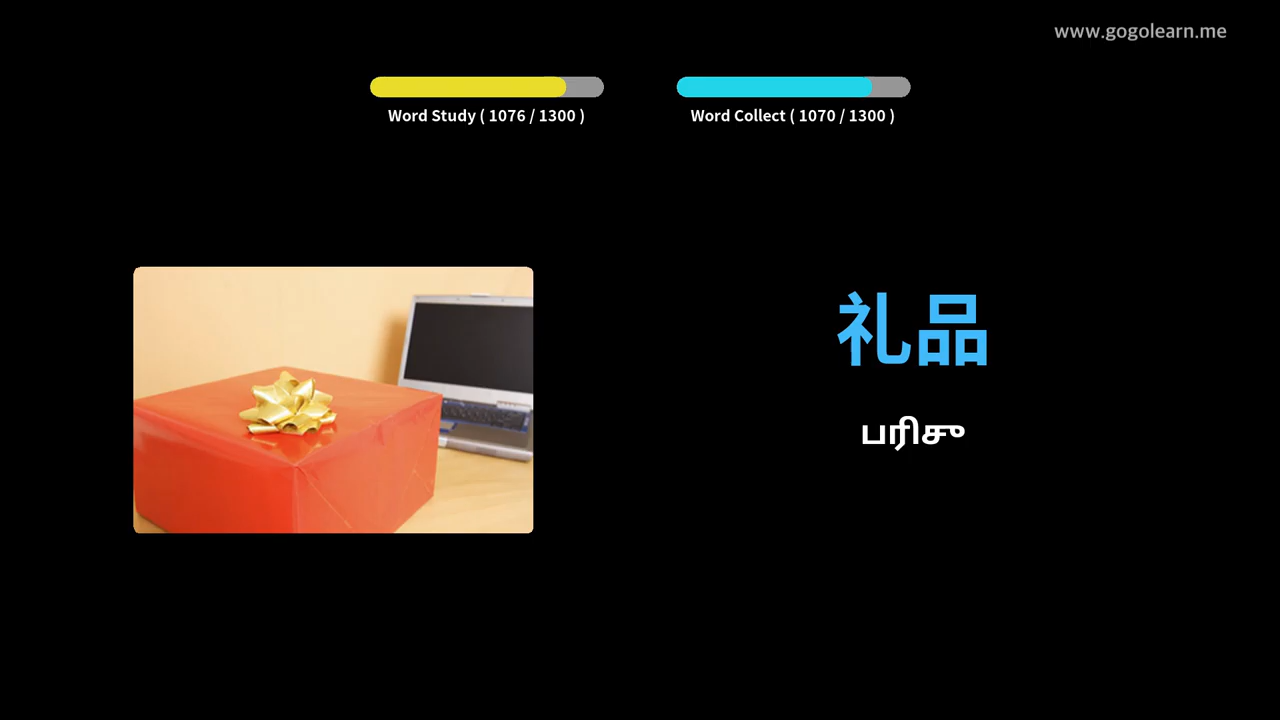 www.gogolearn.me
Word Study ( 1076 / 1300 )
Word Collect ( 1070 / 1300 )
礼品
பரிசு